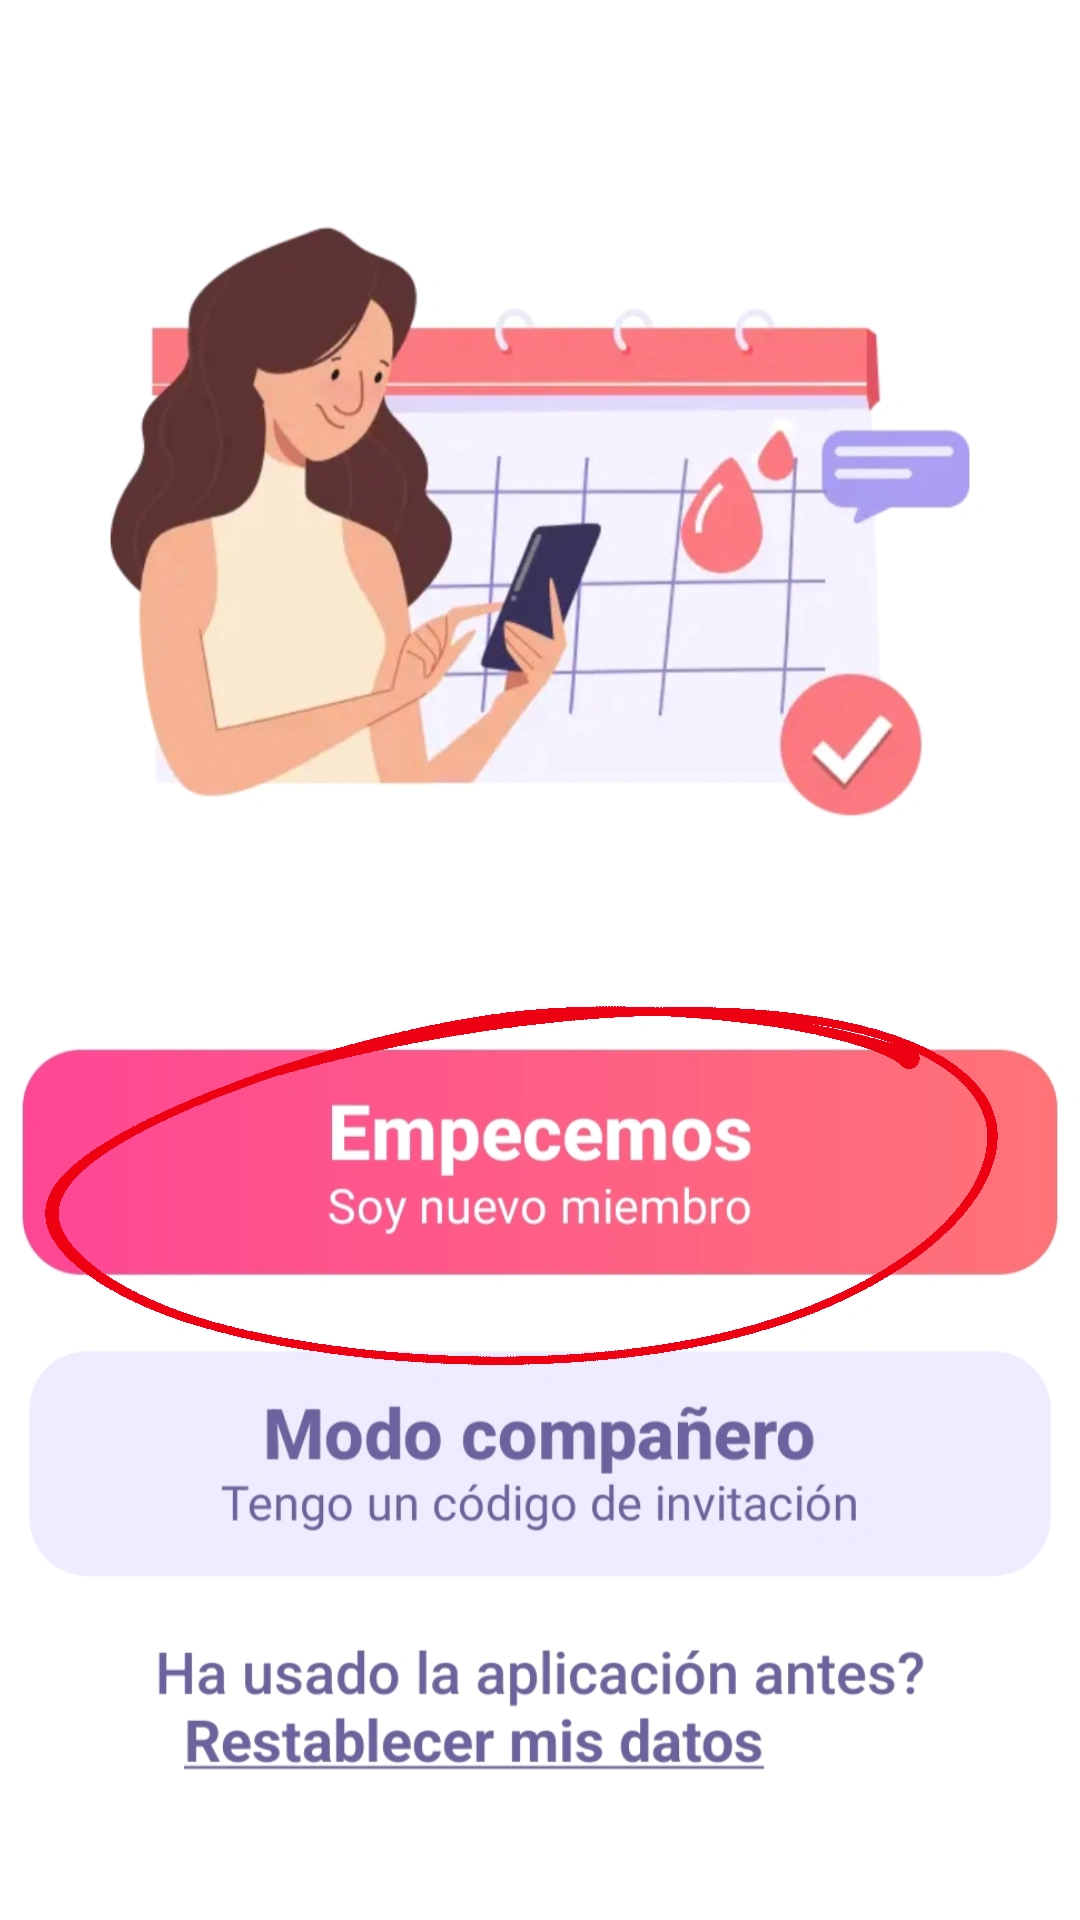 Empecemos
Soy nuevo miembro
Modo compañero
Tengo un código de invitación
Ha usado la aplicación antes?
Restablecer mis datos